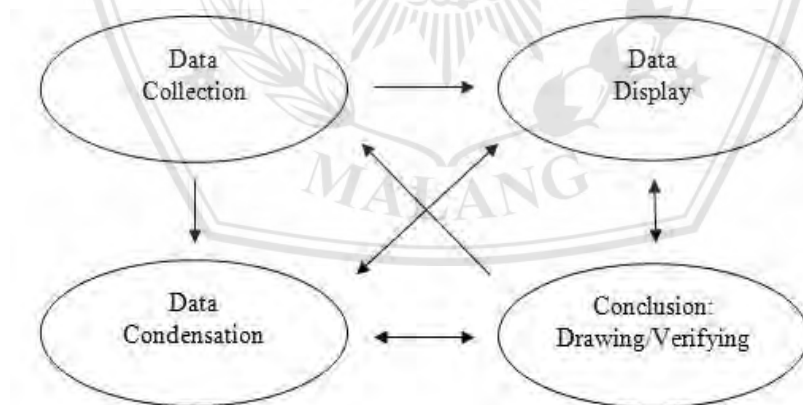 Data
Collection
Data
Display
MALANG
Data
Condensation
Conclusion:
Drawing/Verifying